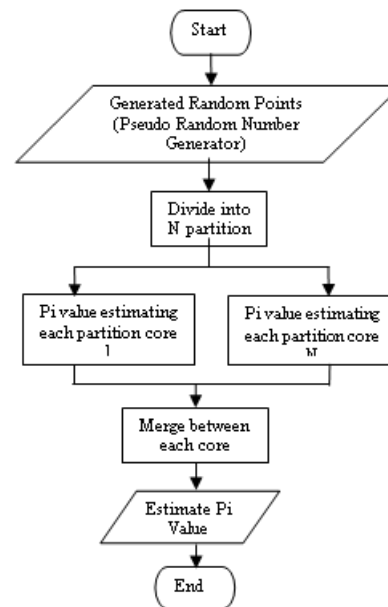 Start
Generated Random Points
(Pseudo Random Number
Generator)
Divide into
N partition
Pi value estimating
each partition core
1
Pi value estimating
each partition core
N
Merge between
each core
Estimate Pi
Value
End